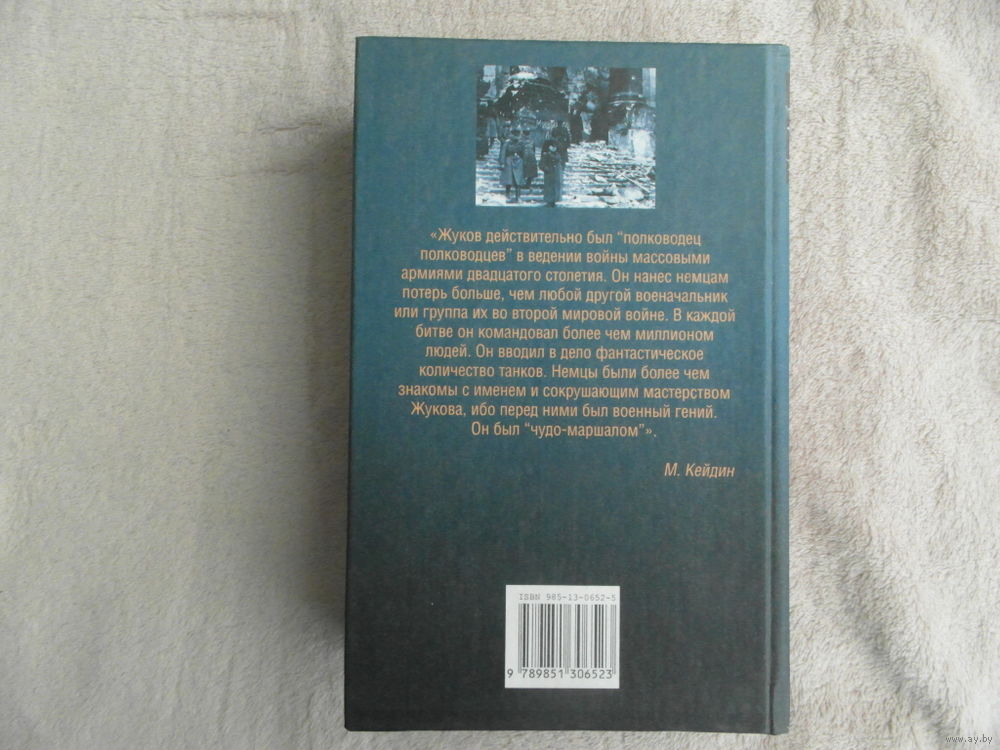 «Жуков действительно был “полководец
полководцев” в ведении войны массовыми
армиями двадцатого столетия. Он нанес немцам
потерь больше, чем любой другой военачальник
или группа их во второй мировой войне. В каждой
битве он командовал более чем миллионом
людей. Он вводил в дело фантастическое
количество танков. Немцы были более чем
знакомы с именем и сокрушающим мастерством
Жукова, ибо перед ними был военный гений.
Он был “чудо-маршалом”».
М. Кейдин
ISBN 985-13-0652-5
9 789851 306523
www.ay.by